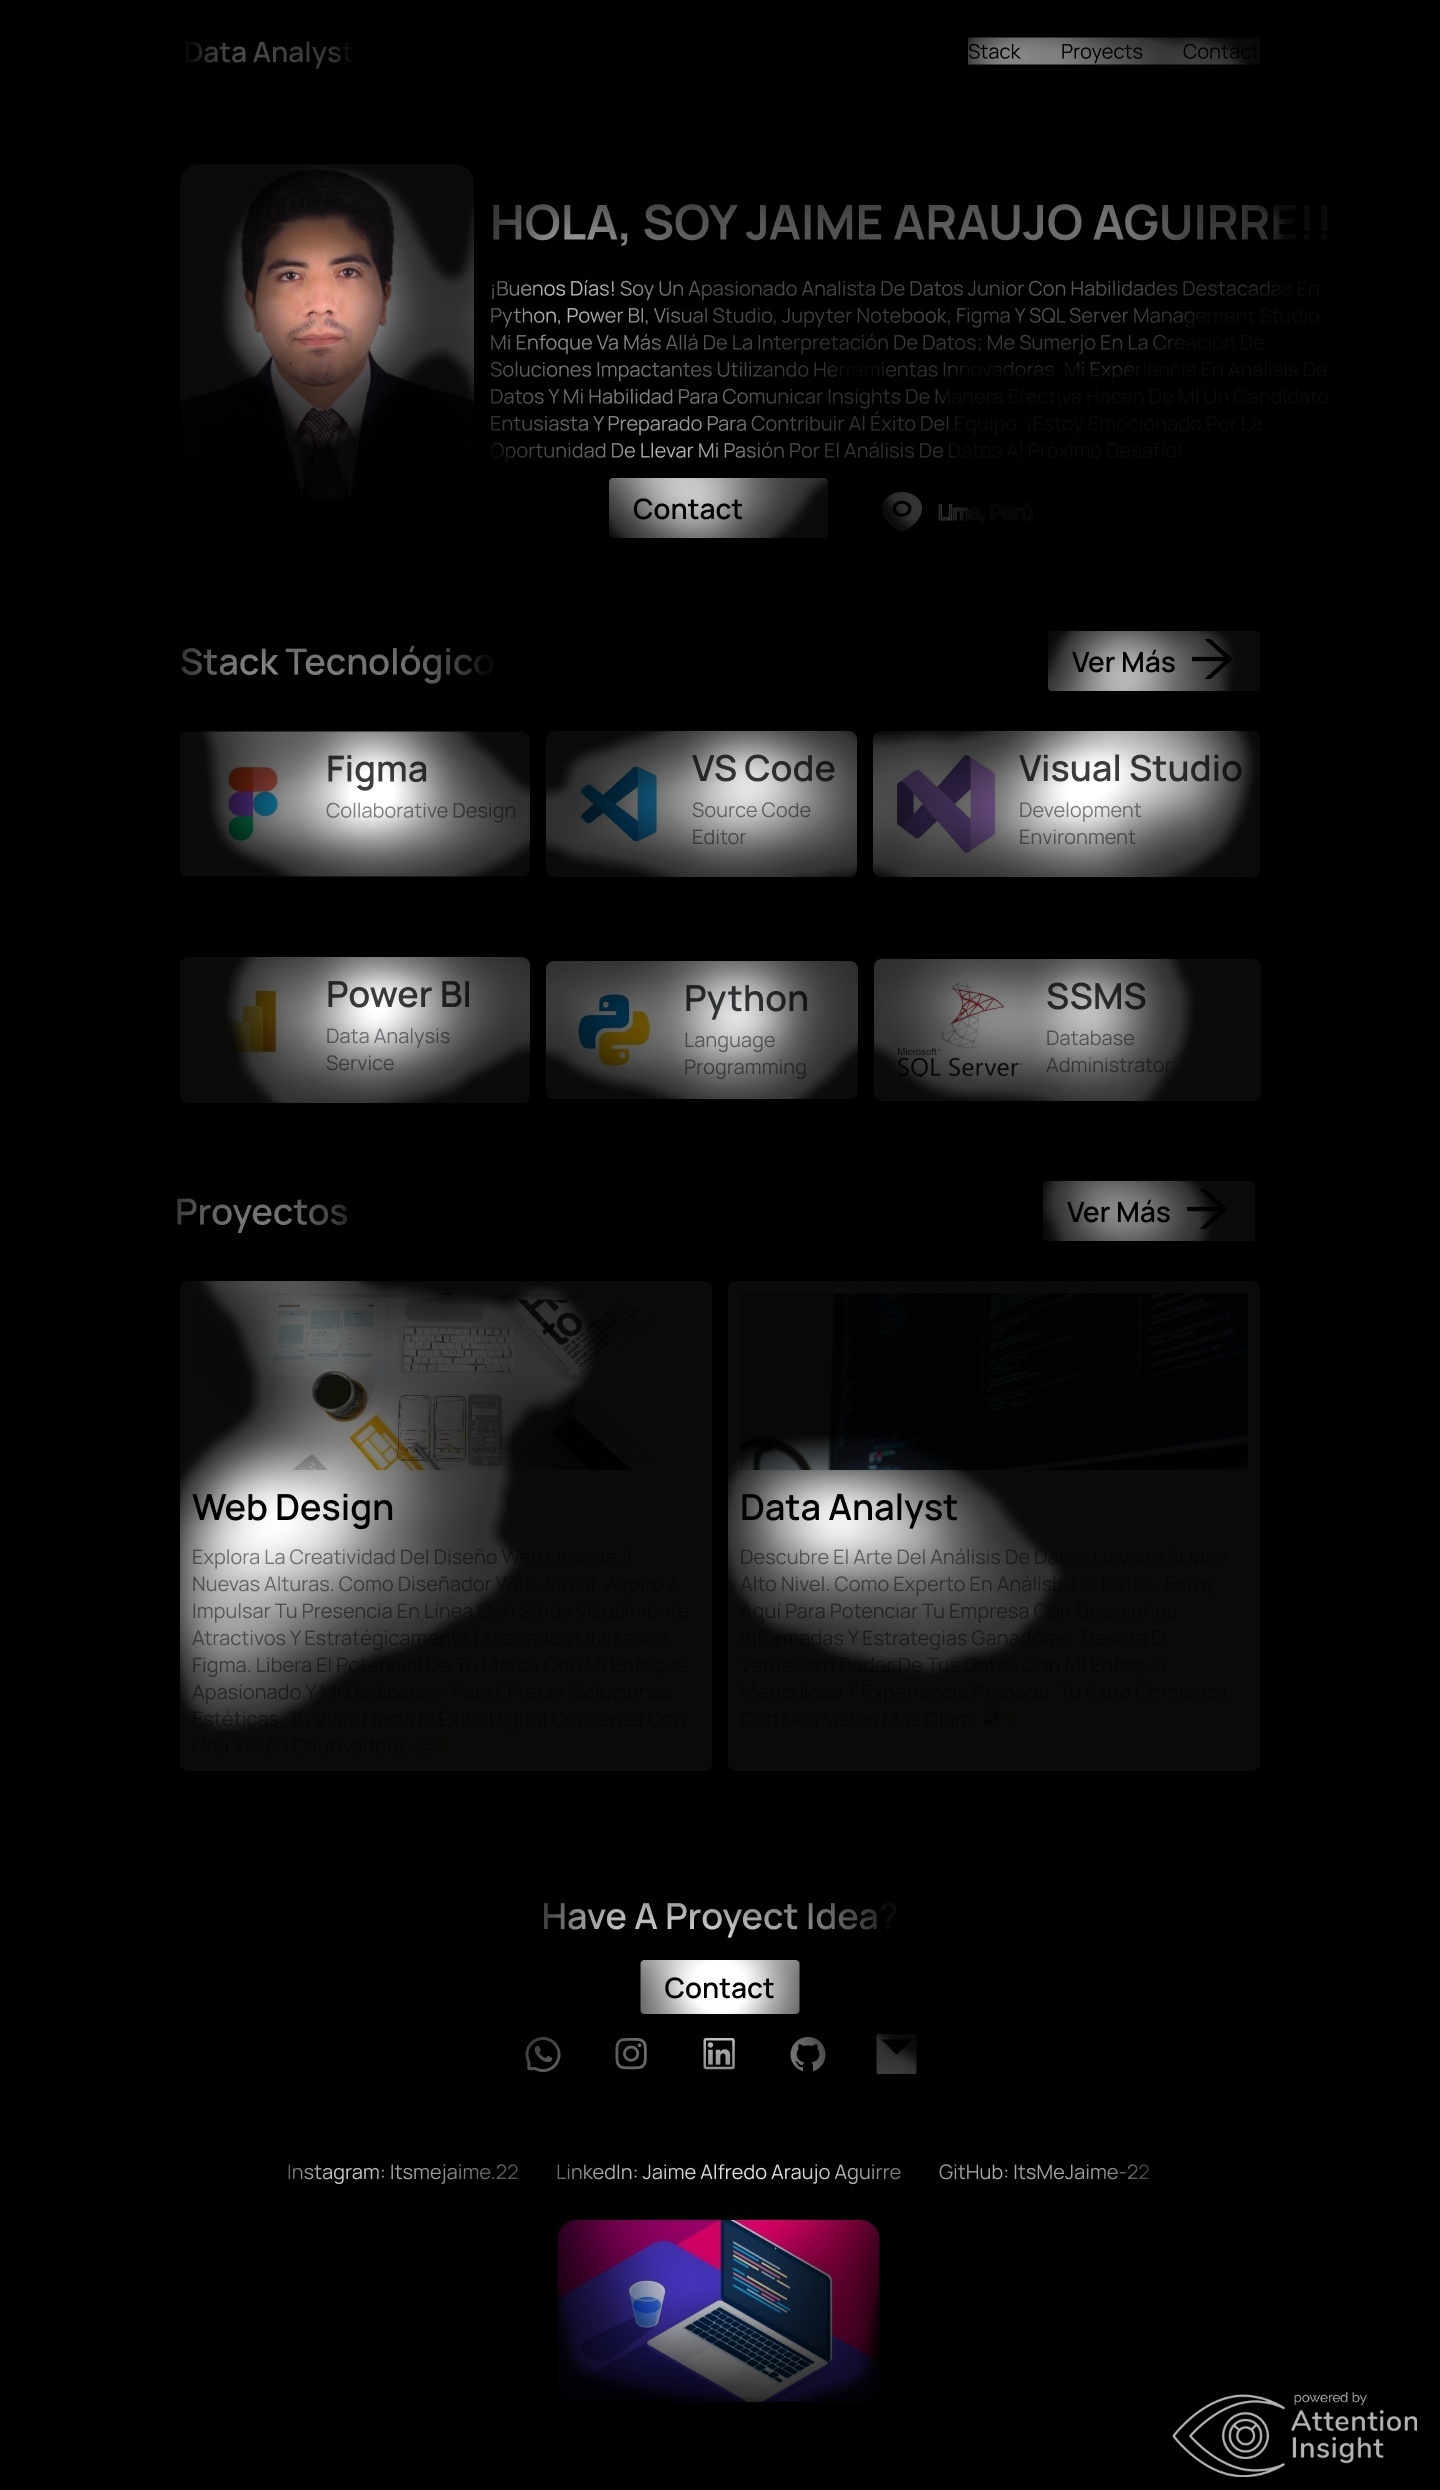 Data Analyst
Stack Proyects Contact
HOLA, SOY JAIME ARAUJO AGUIRRE!!
¡Buenos Días! Soy Un Apasionado Analista De Datos Junior Con Habilidades Destacadas En
Python, Power BI, Visual Studio, Jupyter Notebook, Figma Y SQL Server Management Studio.
Mi Enfoque Va Más Allá De La Interpretación De Datos; Me Sumerjo En La Creación De
Soluciones Impactantes Utilizando Herramientas Innovadoras. Mi Experiencia En Análisis De
Datos Y Mi Habilidad Para Comunicar Insights De Manera Efectiva Hacen De Mí Un Candidato
Entusiasta Y Preparado Para Contribuir Al Éxito Del Equipo. ¡Estoy Emocionado Por La
Oportunidad De Llevar Mi Pasión Por El Análisis De Datos Al Próximo Desafío!
Contact
Lima, Perú
Stack Tecnológico
Ver Más
Figma
Collaborative Design
VS Code
Source Code
Editor
Visual Studio
Development
Environment
Power BI
Data Analysis
Service
Python
Language
Programming
Microsoft
SQL Server
SSMS
Database
Administrator
Proyectos
Ver Más
Web Design
Explora La Creatividad Del Diseño Web Llevada A
Nuevas Alturas. Como Diseñador Web Junior, Aspiro A
Impulsar Tu Presencia En Línea Con Sitios Visualmente
Atractivos Y Estratégicamente Diseñados Utilizando
Figma. Libera El Potencial De Tu Marca Con Mi Enfoque
Apasionado Y Mi Dedicación Para Ofrecer Soluciones
Estéticas. Tu Viaje Hacia El Éxito Digital Comienza Con
Una Visión Cautivadora.
Data Analyst
Descubre El Arte Del Análisis De Datos Llevado Al Más
Alto Nivel. Como Experto En Análisis De Datos, Estoy
Aquí Para Potenciar Tu Empresa Con Decisiones
Informadas Y Estrategias Ganadoras. Desata El
Verdadero Poder De Tus Datos Con Mi Enfoque
Meticuloso Y Experiencia Probada. Tu Éxito Comienza
Con Una Visión Más Clara.
Have A Proyect Idea?
Contact
Instagram: Itsmejaime.22 LinkedIn: Jaime Alfredo Araujo Aguirre GitHub: ItsMeJaime-22
powered by
Attention
Insight